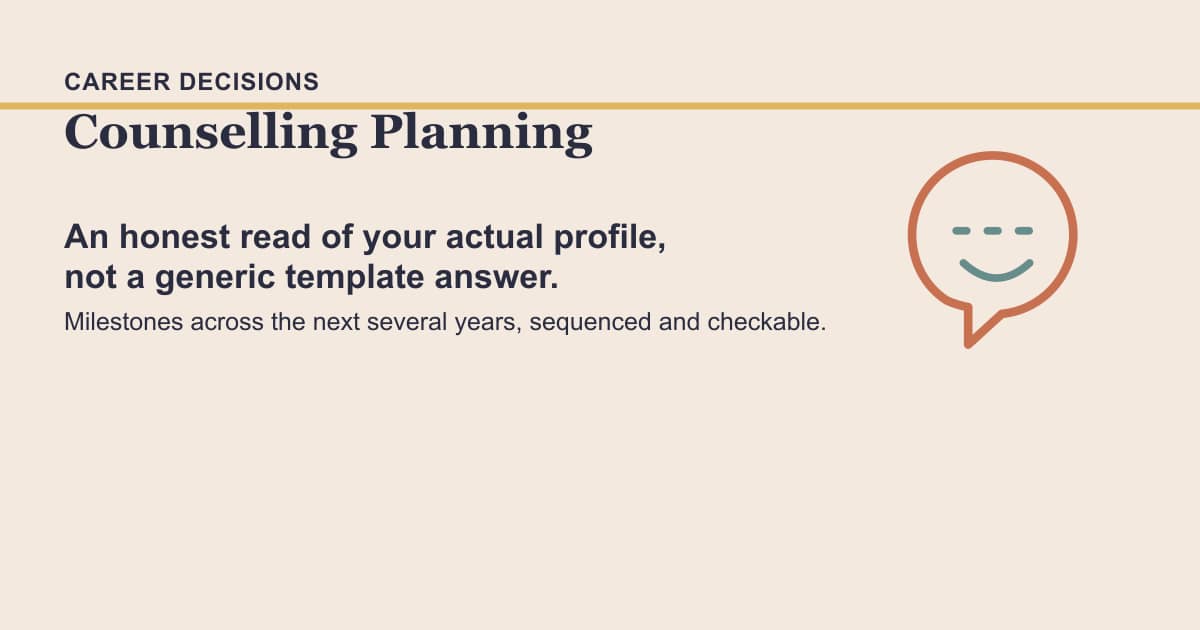 CAREER DECISIONS
Counselling Planning
An honest read of your actual profile,
not a generic template answer.
Milestones across the next several years, sequenced and checkable.